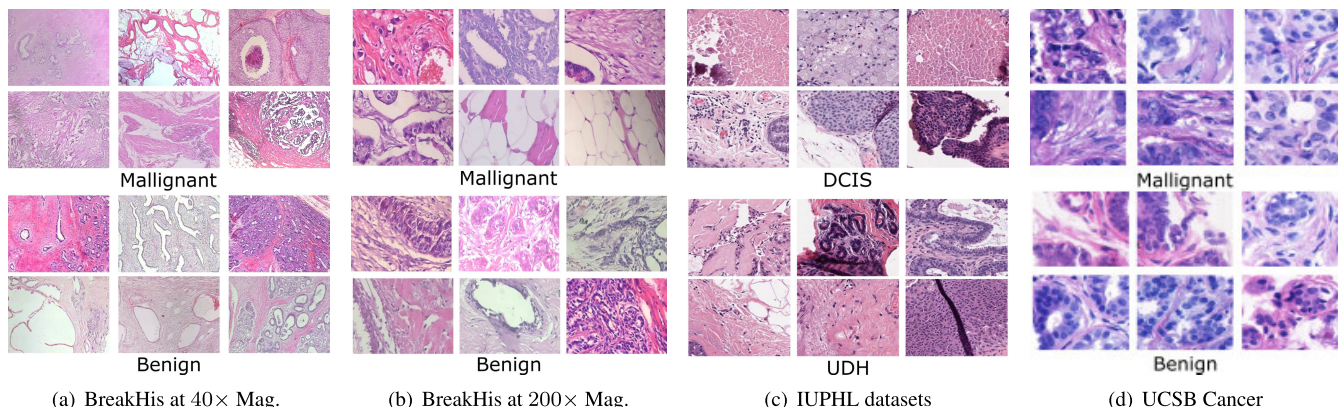 Mallignant
Benign
(a) BreakHis at 40× Mag.
Mallignant
Benign
(b) BreakHis at 200× Mag.
DCIS
UDH
(c) IUPHL datasets
Mallignant
Benign
(d) UCSB Cancer